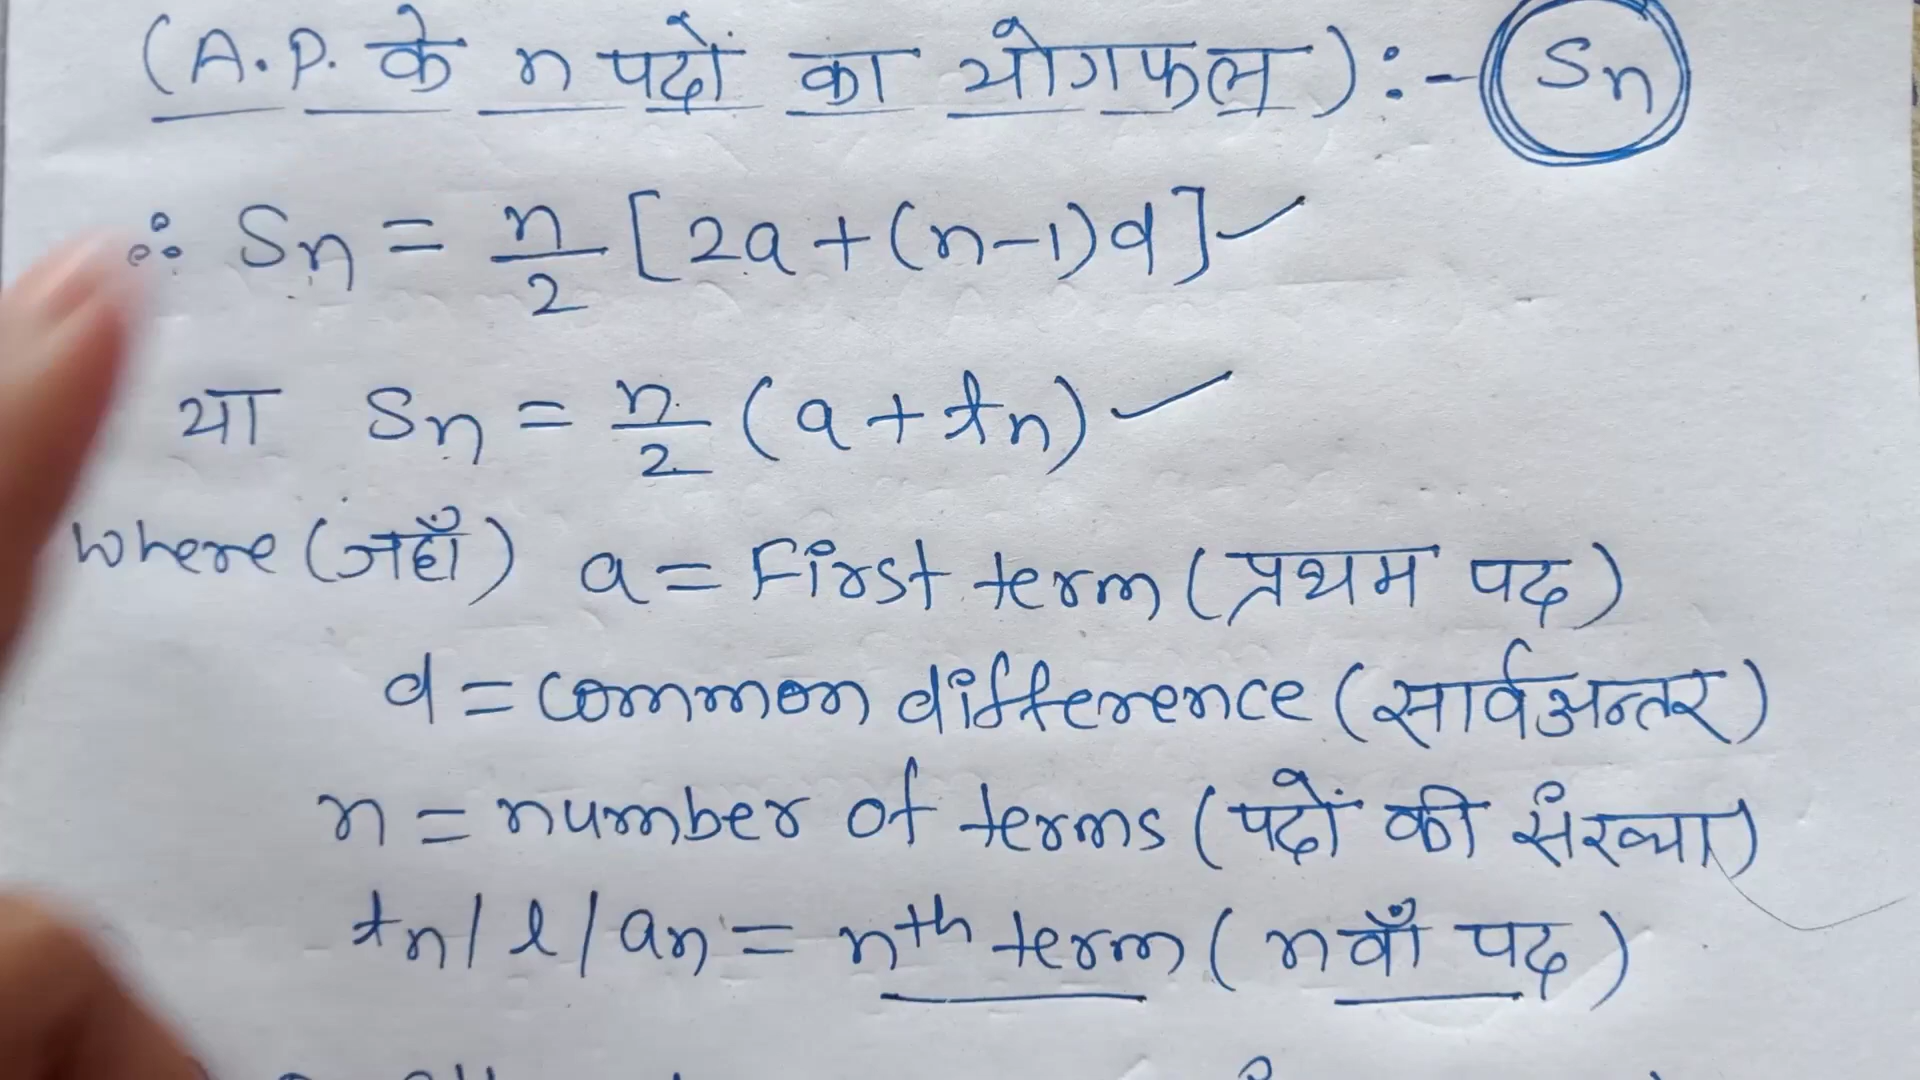 (A.P. के n पदों का योगफल) :- Sn
∴ Sn = n/2 [2a+(n-1)d] ✓
या Sn = n/2 (a + tn) ✓
where (जहाँ) a = First term (प्रथम पद)
d = common difference (सार्वअन्तर)
n = number of terms (पदों की संख्या)
tn / l / an = nth term (n वाँ पद)